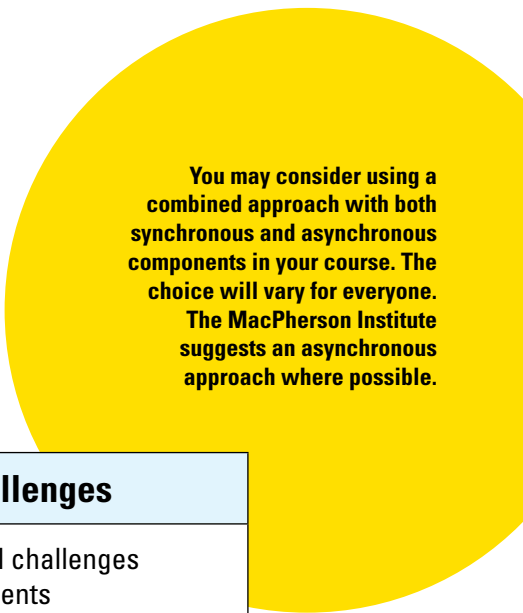 You may consider using a
combined approach with both
synchronous and asynchronous
components in your course. The
choice will vary for everyone.
The MacPherson Institute
suggests an asynchronous
approach where possible.
llenges
challenges
ents